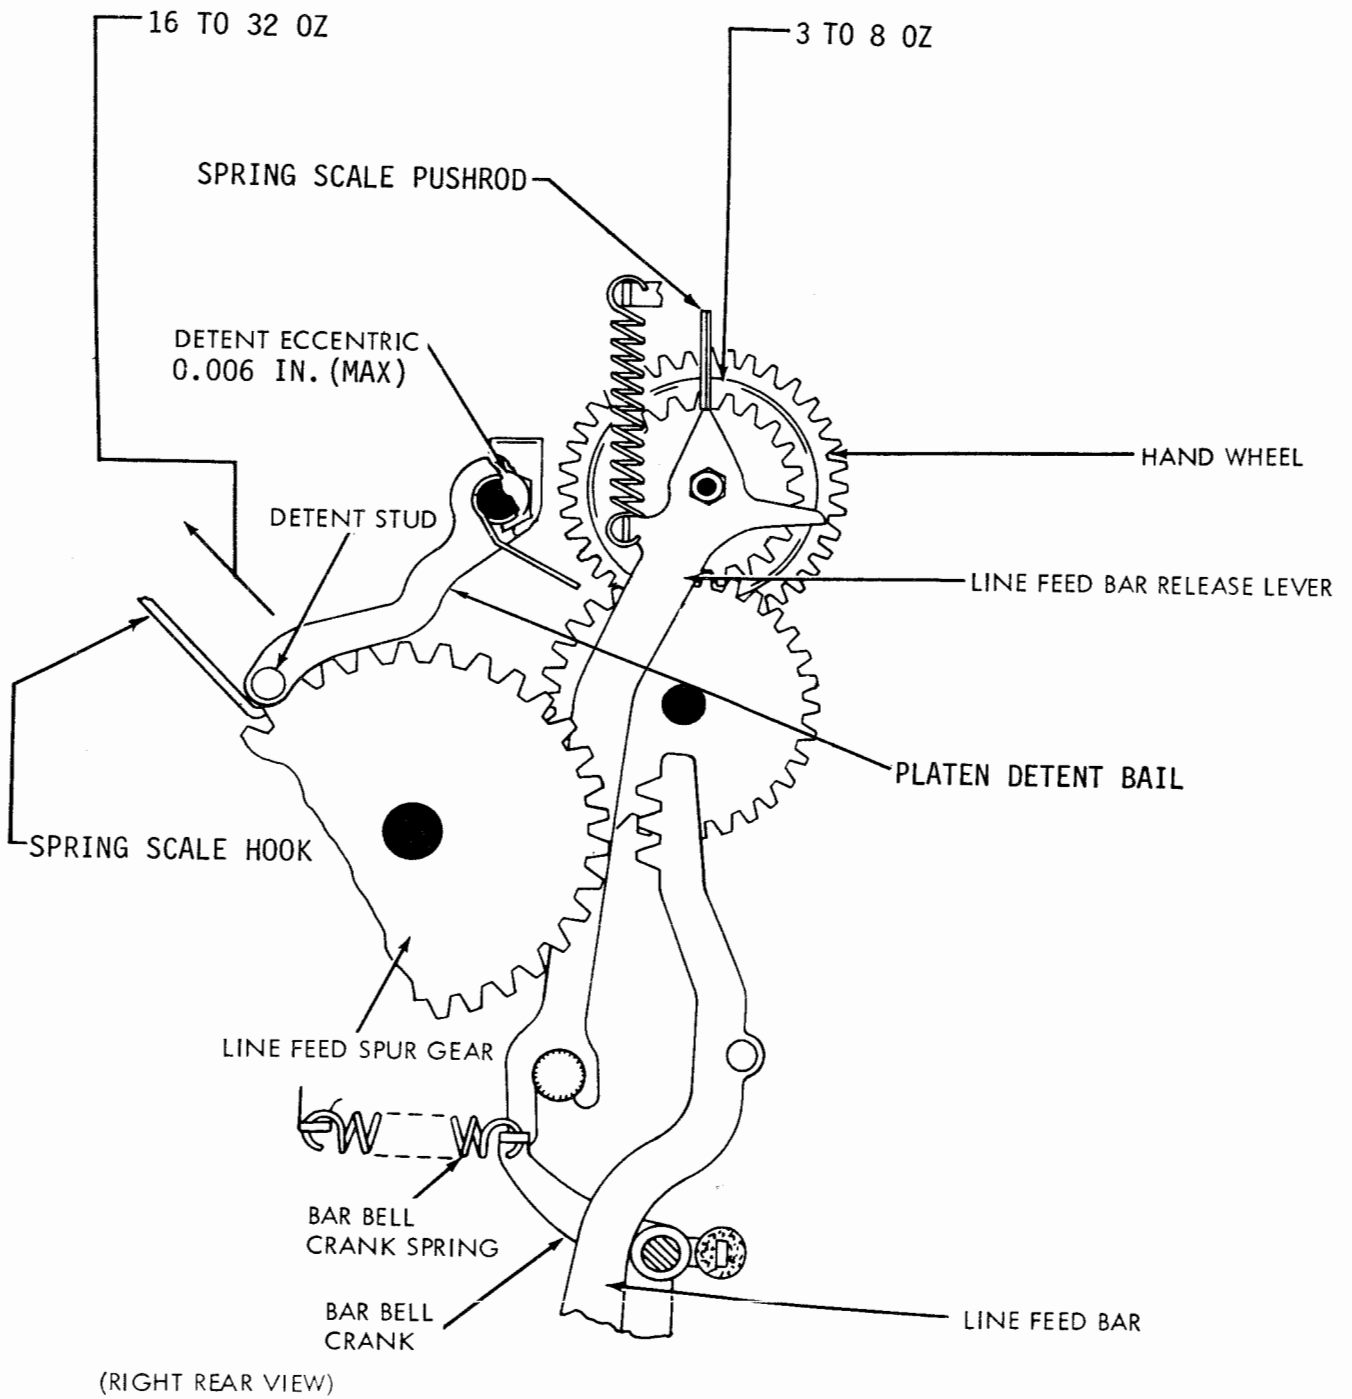 16 TO 32 OZ
3 TO 8 OZ
SPRING SCALE PUSHROD
DETENT ECCENTRIC
0.006 IN. (MAX)
HAND WHEEL
DETENT STUD
LINE FEED BAR RELEASE LEVER
PLATEN DETENT BAIL
SPRING SCALE HOOK
LINE FEED SPUR GEAR
BAR BELL
CRANK SPRING
BAR BELL
CRANK
LINE FEED BAR
(RIGHT REAR VIEW)